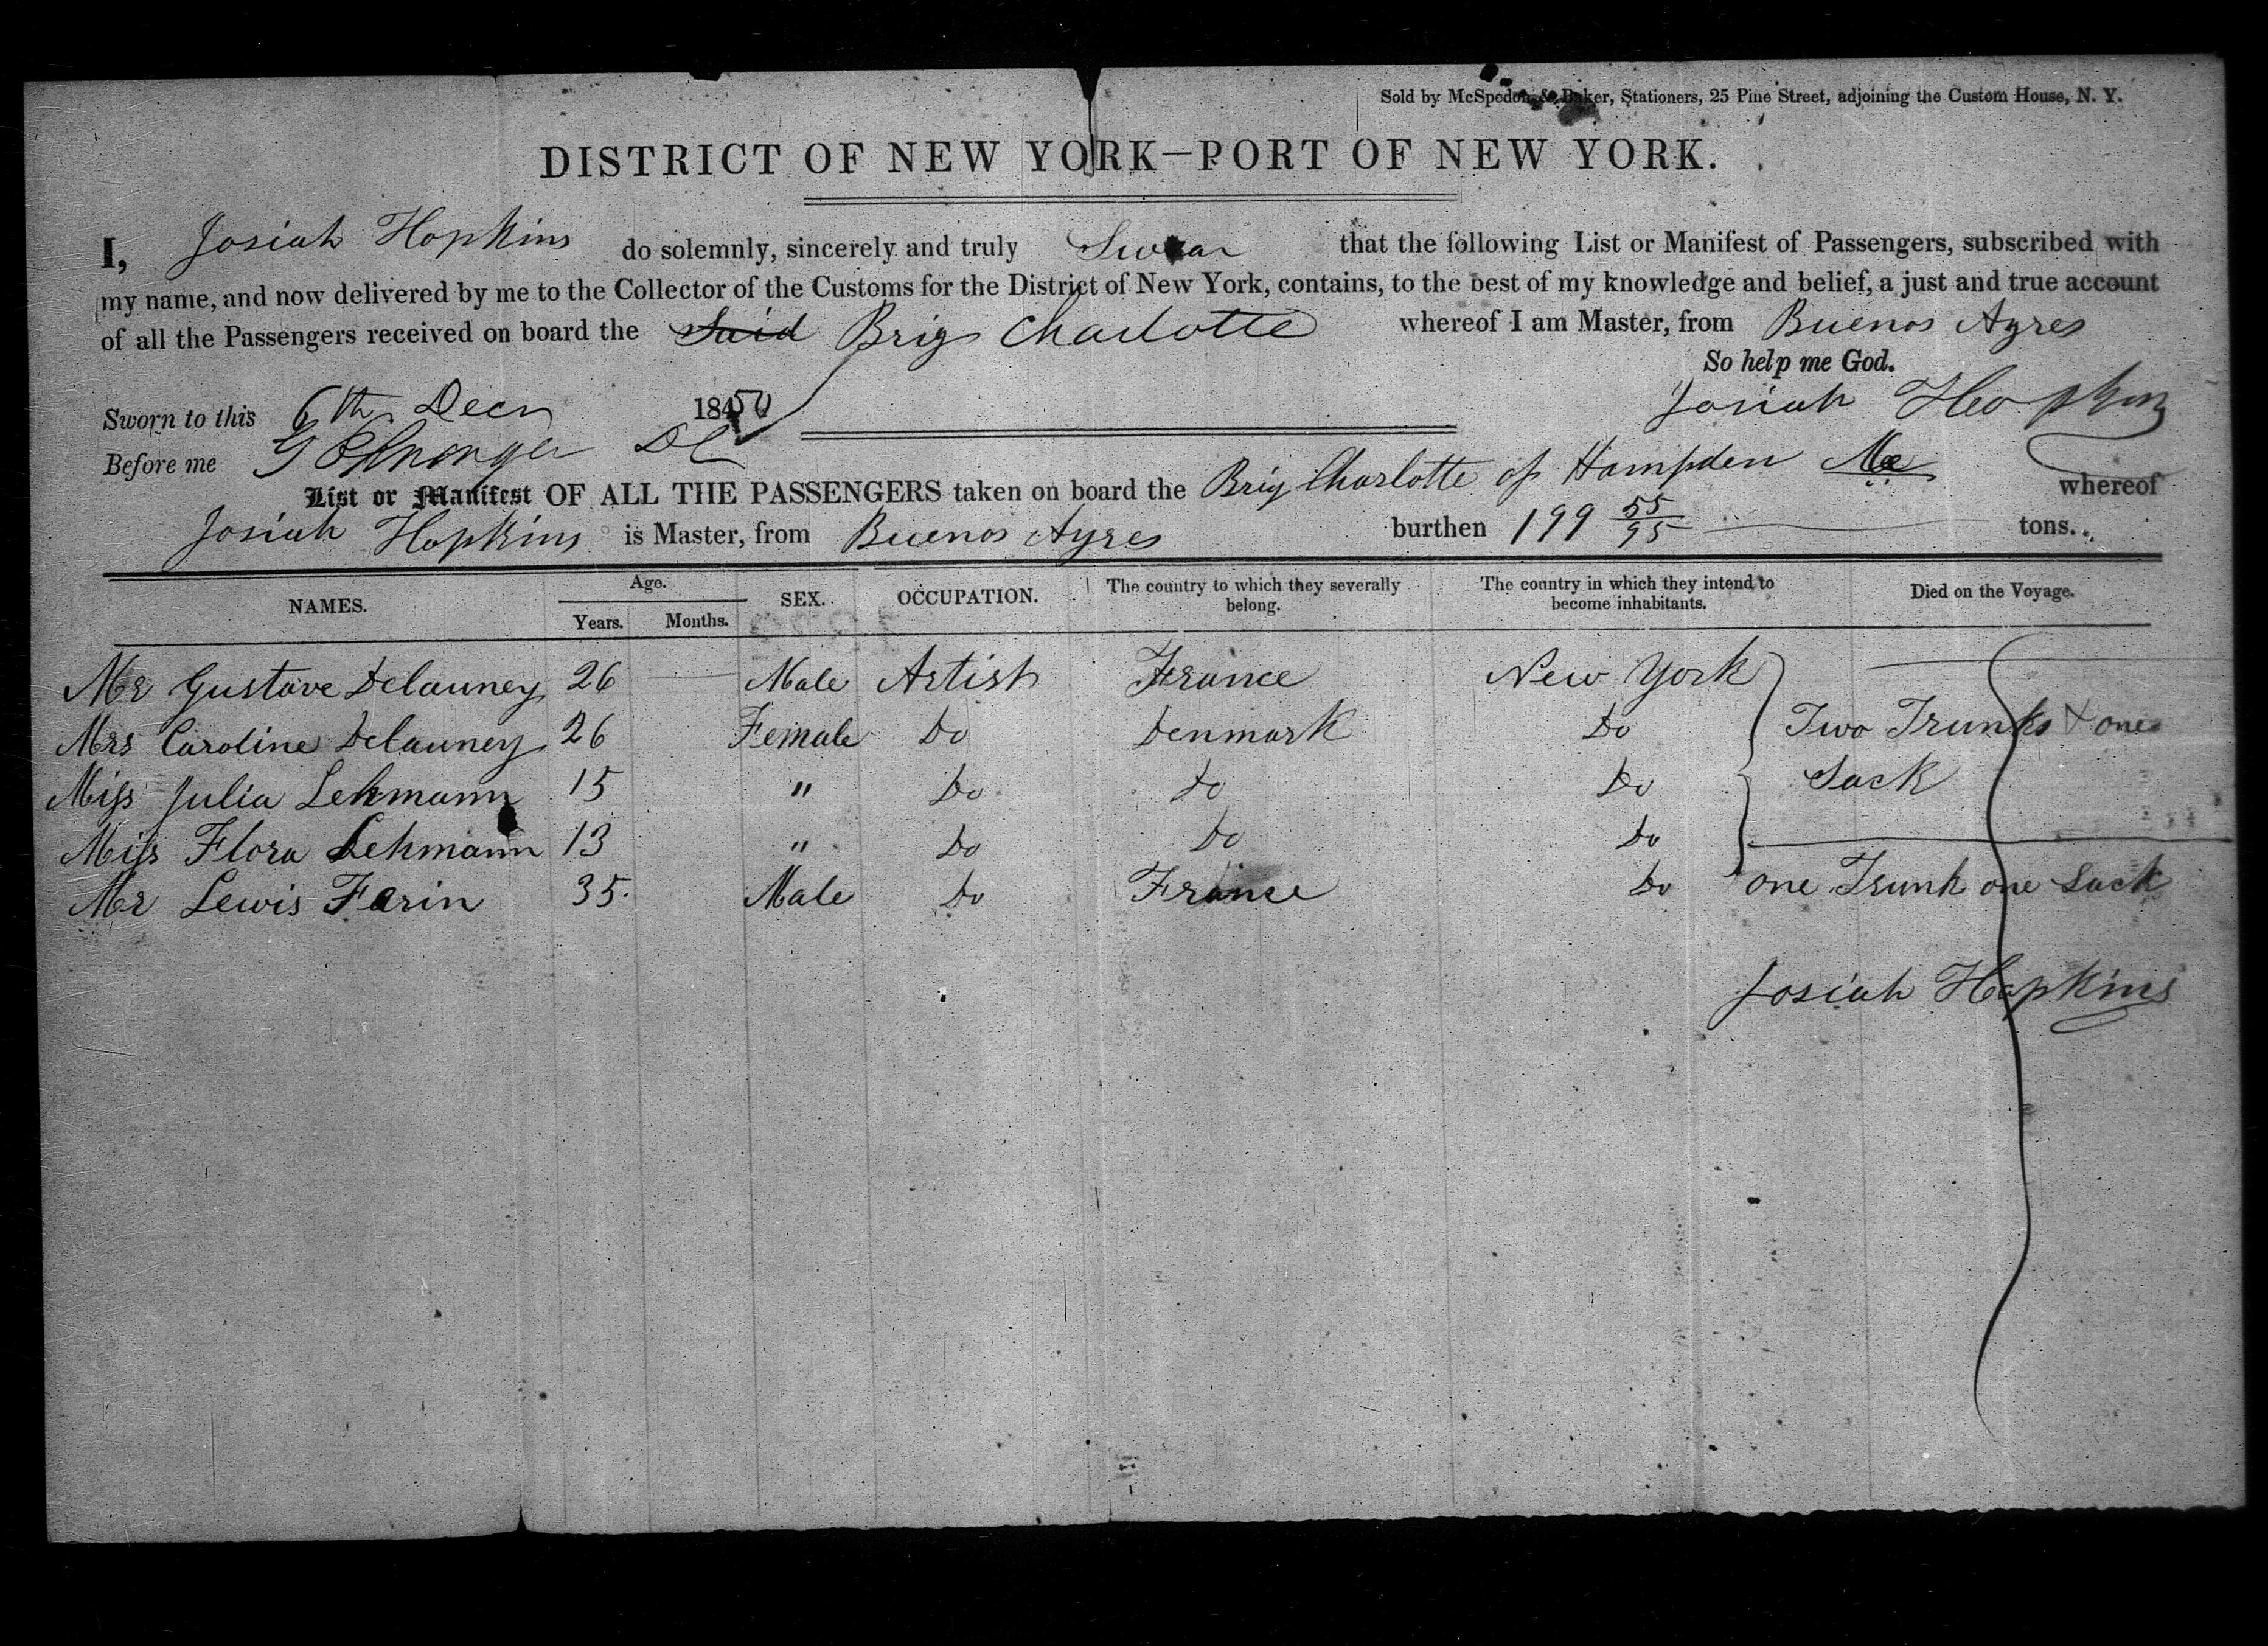 Sold by McSpedon & Baker, Stationers, 25 Pine Street, adjoining the Custom House, N. Y.
DISTRICT OF NEW YORK—PORT OF NEW YORK.
I, Josiah Hopkins do solemnly, sincerely and truly Swear that the following List or Manifest of Passengers, subscribed with
my name, and now delivered by me to the Collector of the Customs for the District of New York, contains, to the best of my knowledge and belief, a just and true account
of all the Passengers received on board the Said Brig Charlotte whereof I am Master, from Buenos Ayres
So help me God.
Sworn to this 6th Decr 1850 Josiah Hopkins
Before me
List or Manifest OF ALL THE PASSENGERS taken on board the Brig Charlotte of Hampden Me whereof
Josiah Hopkins is Master, from Buenos Ayres burthen 199 55/95 tons.
NAMES. Age. Years. Months. SEX. OCCUPATION. The country to which they severally belong. The country in which they intend to become inhabitants. Died on the Voyage.
Mr Gustave Delauney 26 Male Artist France New York
Mrs Caroline Delauney 26 Female Do Denmark Do Two Trunks & one
Miss Julia Lehmann 15 " Do Do Do Sack
Miss Flora Lehmann 13 " Do Do Do
Mr Lewis Ferin 35 Male Do France Do one Trunk one Sack
Josiah Hopkins